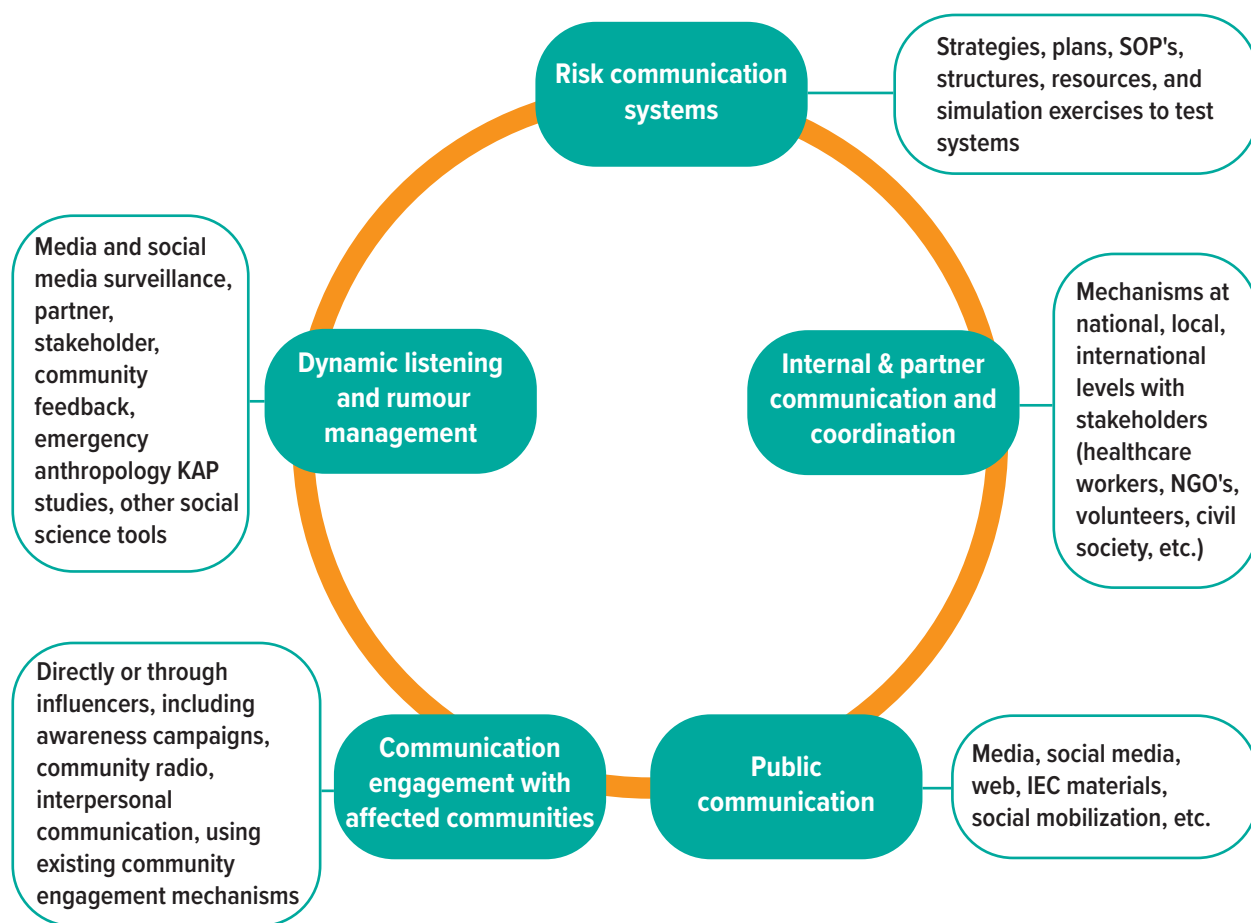 Risk communication
systems
Strategies, plans, SOP's,
structures, resources, and
simulation exercises to test
systems
Internal & partner
communication and
coordination
Mechanisms at
national, local,
international
levels with
stakeholders
(healthcare
workers, NGO's,
volunteers, civil
society, etc.)
Public
communication
Media, social media,
web, IEC materials,
social mobilization, etc.
Communication
engagement with
affected communities
Directly or through
influencers, including
awareness campaigns,
community radio,
interpersonal
communication, using
existing community
engagement mechanisms
Dynamic listening
and rumour
management
Media and social
media surveillance,
partner,
stakeholder,
community
feedback,
emergency
anthropology KAP
studies, other social
science tools